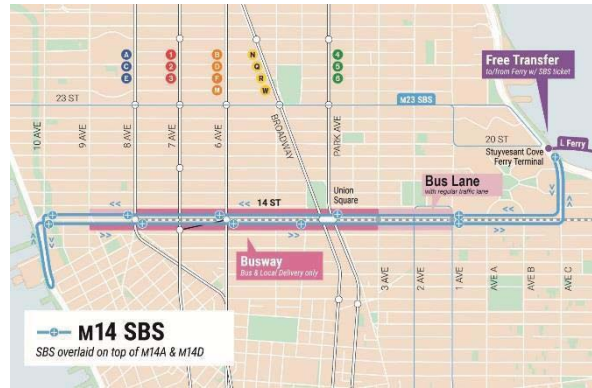 A
C
E
1
2
3
B
D
F
M
N
Q
R
W
4
5
6
Free Transfer
to/from Ferry w/ SBS ticket
23 ST
M23 SBS
20 ST
L Ferry
Stuyvesant Cove
Ferry Terminal
10 AVE
9 AVE
8 AVE
7 AVE
6 AVE
BROADWAY
PARK AVE
Union
Square
Bus Lane
with regular traffic lane
<<
<<
14 ST
<<
>>
>>
>>
Busway
Bus & Local Delivery only
3 AVE
2 AVE
1 AVE
AVE A
AVE B
AVE C
M14 SBS
SBS overlaid on top of M14A & M14D